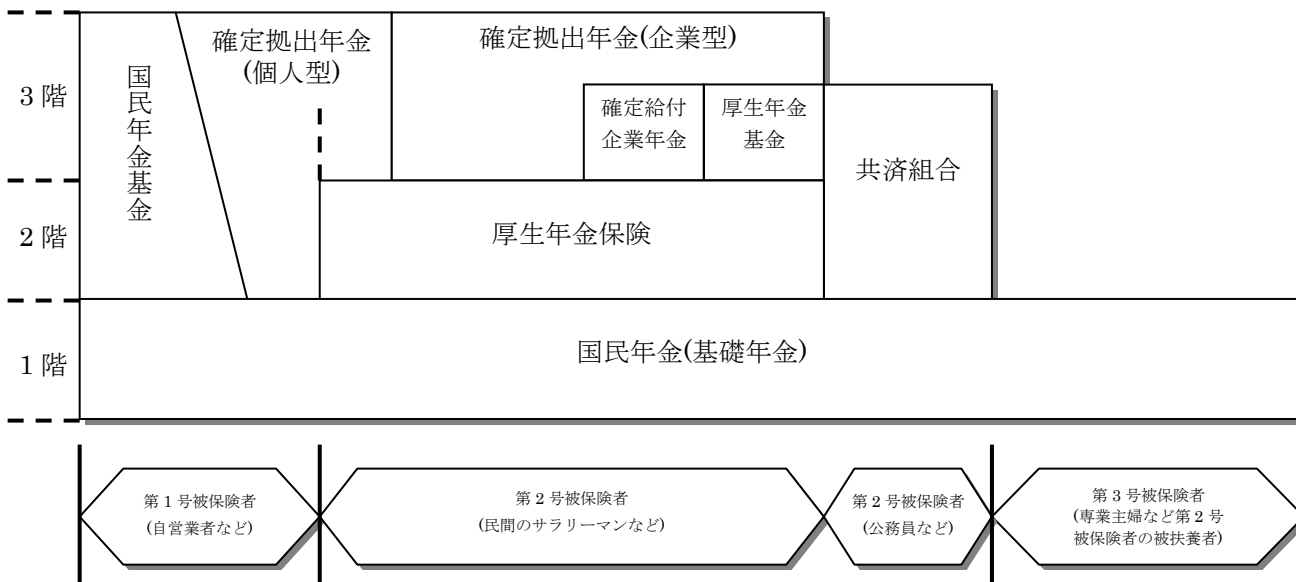 3 階
2 階
1 階
国民年金基金
確定拠出年金
(個人型)
確定拠出年金(企業型)
確定給付
企業年金
厚生年金
基金
共済組合
厚生年金保険
国民年金(基礎年金)
第 1 号被保険者
(自営業者など)
第 2 号被保険者
(民間のサラリーマンなど)
第 2 号被保険者
(公務員など)
第 3 号被保険者
(専業主婦など第 2 号
被保険者の被扶養者)